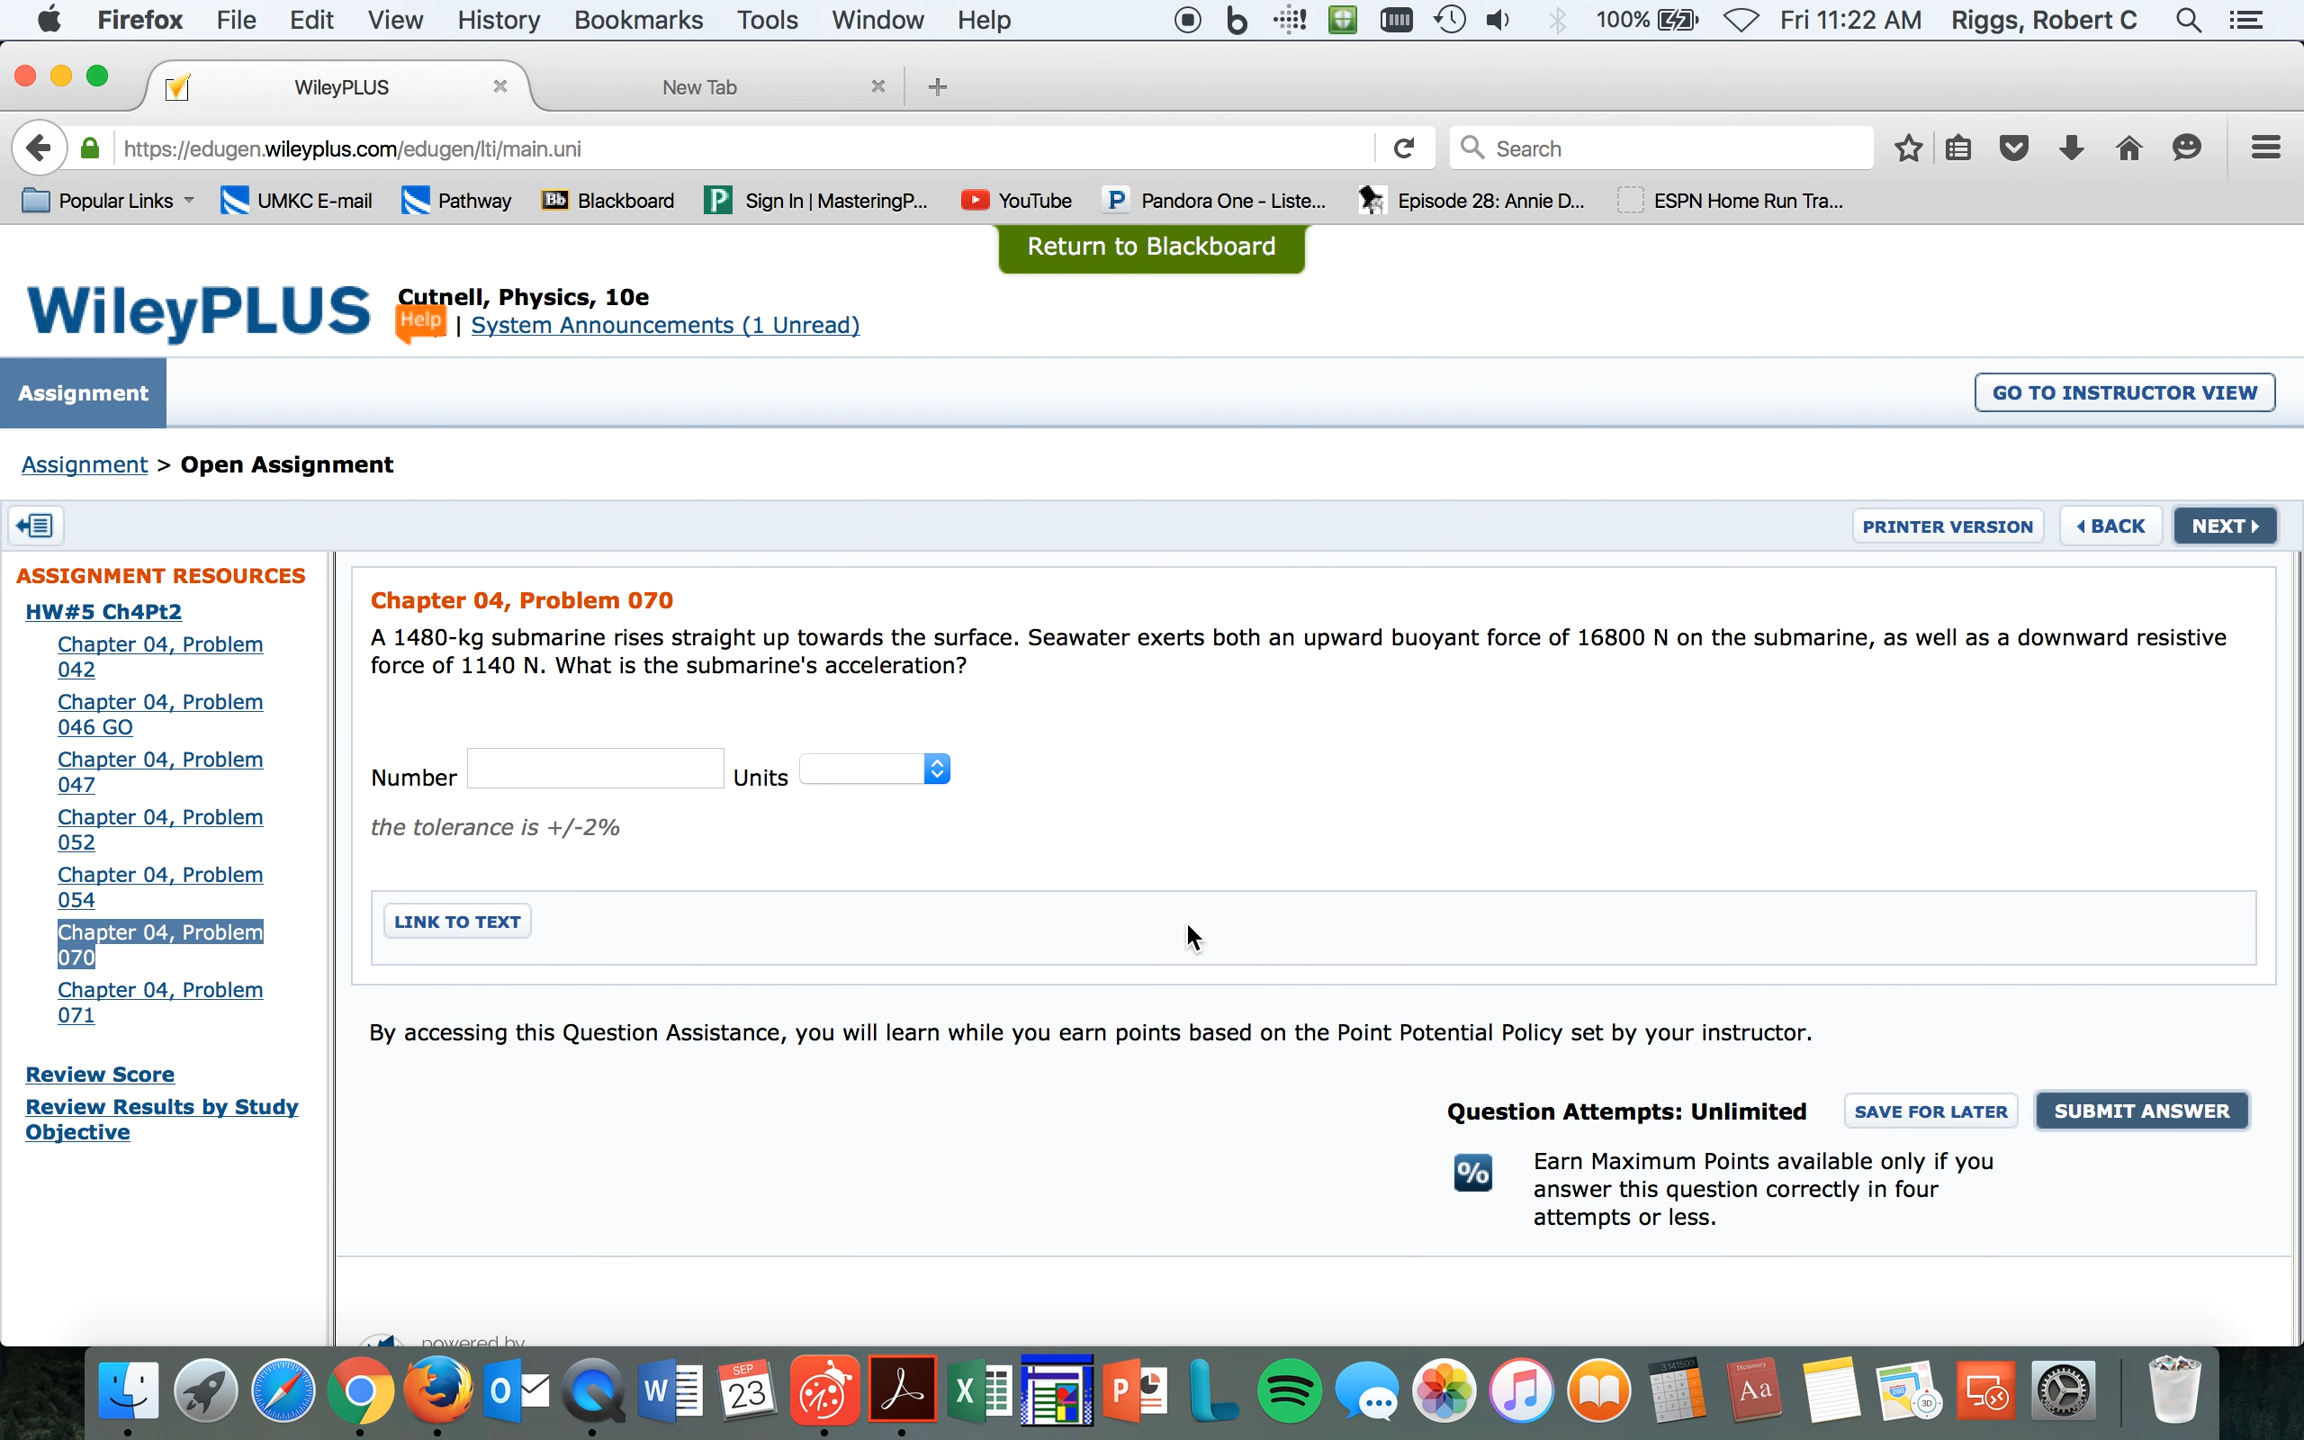 Firefox File Edit View History Bookmarks Tools Window Help 100% Fri 11:22 AM Riggs, Robert C
WileyPLUS New Tab
https://edugen.wileyplus.com/edugen/lti/main.uni Search
Popular Links UMKC E-mail Pathway Bb Blackboard P Sign In | MasteringP... YouTube P Pandora One - Liste... Episode 28: Annie D... ESPN Home Run Tra...
Return to Blackboard
WileyPLUS
Cutnell, Physics, 10e
Help | System Announcements (1 Unread)
Assignment GO TO INSTRUCTOR VIEW
Assignment > Open Assignment
PRINTER VERSION BACK NEXT
ASSIGNMENT RESOURCES
HW#5 Ch4Pt2
Chapter 04, Problem
042
Chapter 04, Problem
046 GO
Chapter 04, Problem
047
Chapter 04, Problem
052
Chapter 04, Problem
054
Chapter 04, Problem
070
Chapter 04, Problem
071
Review Score
Review Results by Study
Objective
Chapter 04, Problem 070
A 1480-kg submarine rises straight up towards the surface. Seawater exerts both an upward buoyant force of 16800 N on the submarine, as well as a downward resistive
force of 1140 N. What is the submarine's acceleration?
Number Units
the tolerance is +/-2%
LINK TO TEXT
By accessing this Question Assistance, you will learn while you earn points based on the Point Potential Policy set by your instructor.
Question Attempts: Unlimited SAVE FOR LATER SUBMIT ANSWER
% Earn Maximum Points available only if you
answer this question correctly in four
attempts or less.
powered by
SEP
23
3.141593
Dictionary
Aa
280
3D